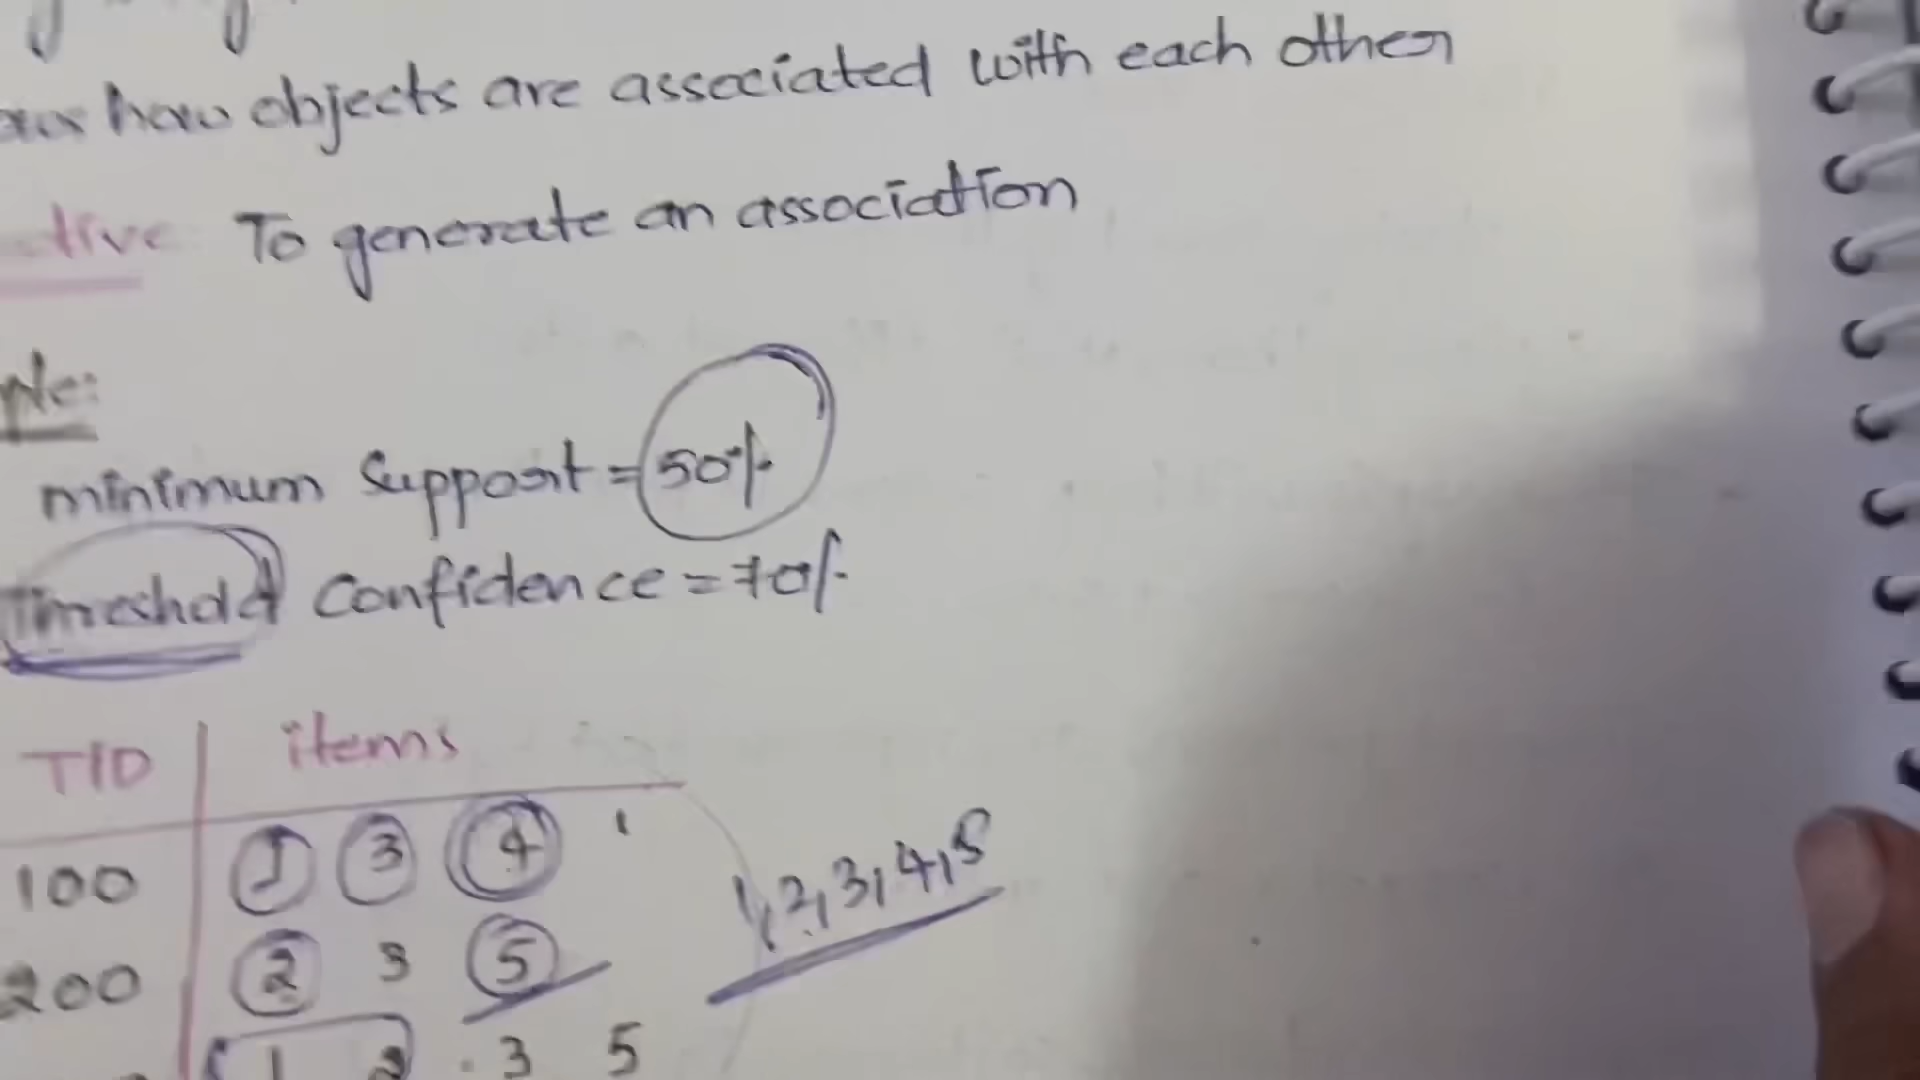 how objects are associated with each other
To generate an association
minimum Support = 50%
Threshold Confidence = 70%
TID items
100 1 3 4
1,2,3,4,5
200 2 3 5
1 2 3 5